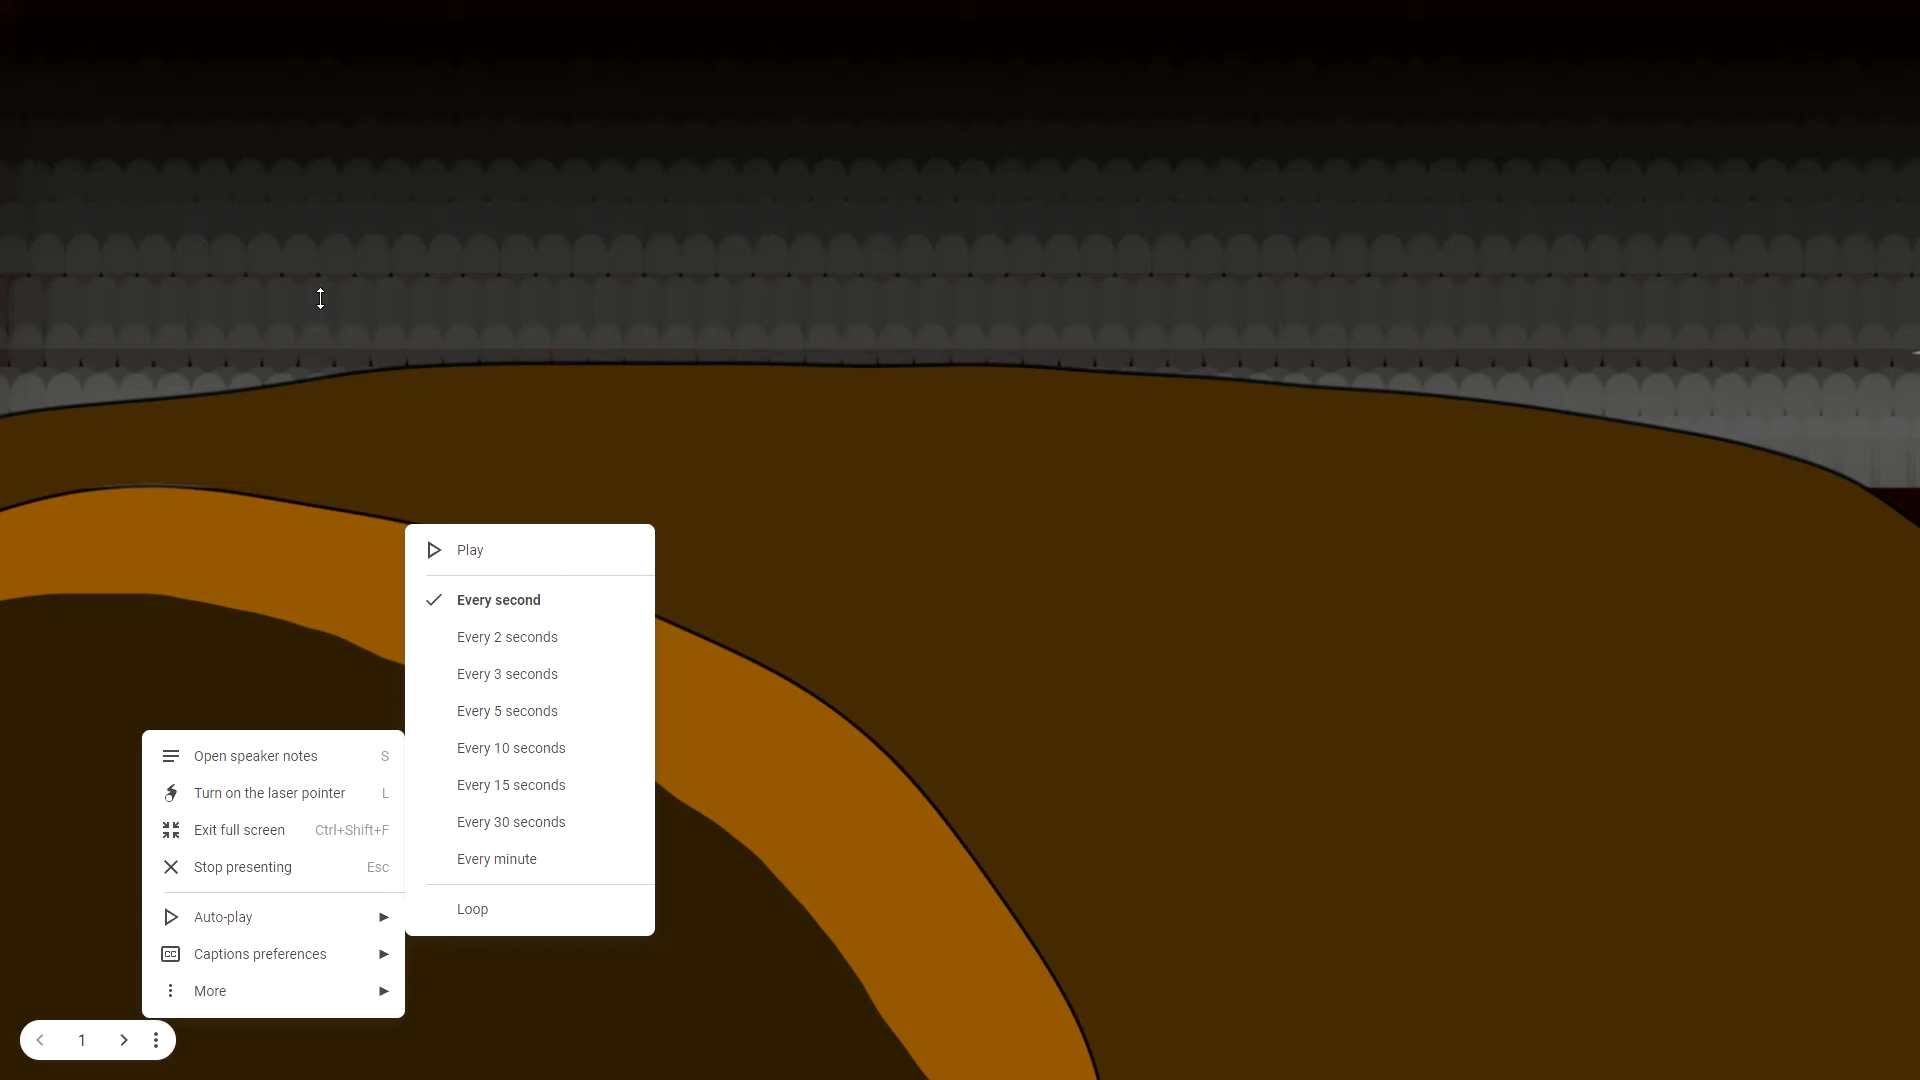 Play
Every second
Every 2 seconds
Every 3 seconds
Every 5 seconds
Every 10 seconds
Every 15 seconds
Every 30 seconds
Every minute
Loop
Open speaker notes S
Turn on the laser pointer L
Exit full screen Ctrl+Shift+F
Stop presenting Esc
Auto-play
CC Captions preferences
More
1